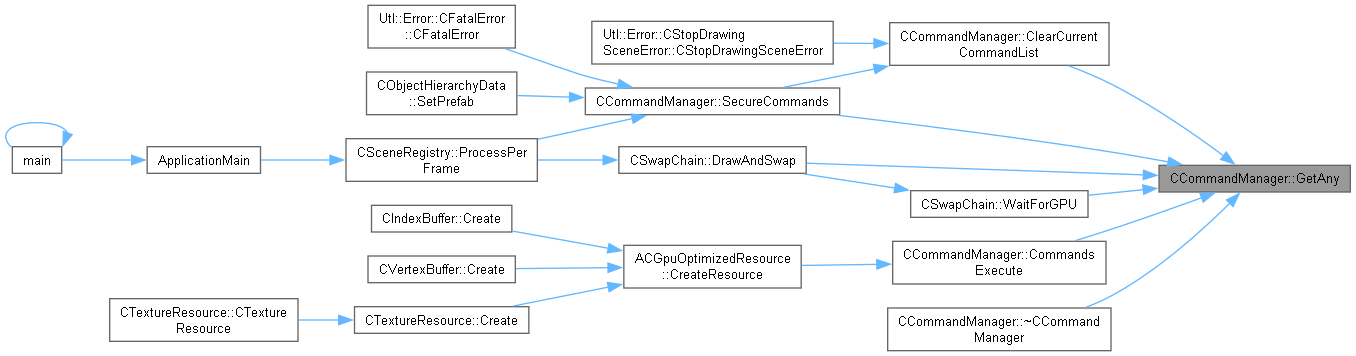 Utl::Error::CFatalError
::CFatalError
Utl::Error::CStopDrawing
SceneError::CStopDrawingSceneError
CCommandManager::ClearCurrent
CommandList
CObjectHierarchyData
::SetPrefab
CCommandManager::SecureCommands
main
ApplicationMain
CSceneRegistry::ProcessPer
Frame
CSwapChain::DrawAndSwap
CCommandManager::GetAny
CSwapChain::WaitForGPU
CIndexBuffer::Create
CVertexBuffer::Create
ACGpuOptimizedResource
::CreateResource
CCommandManager::Commands
Execute
CTextureResource::CTexture
Resource
CTextureResource::Create
CCommandManager::~CCommand
Manager